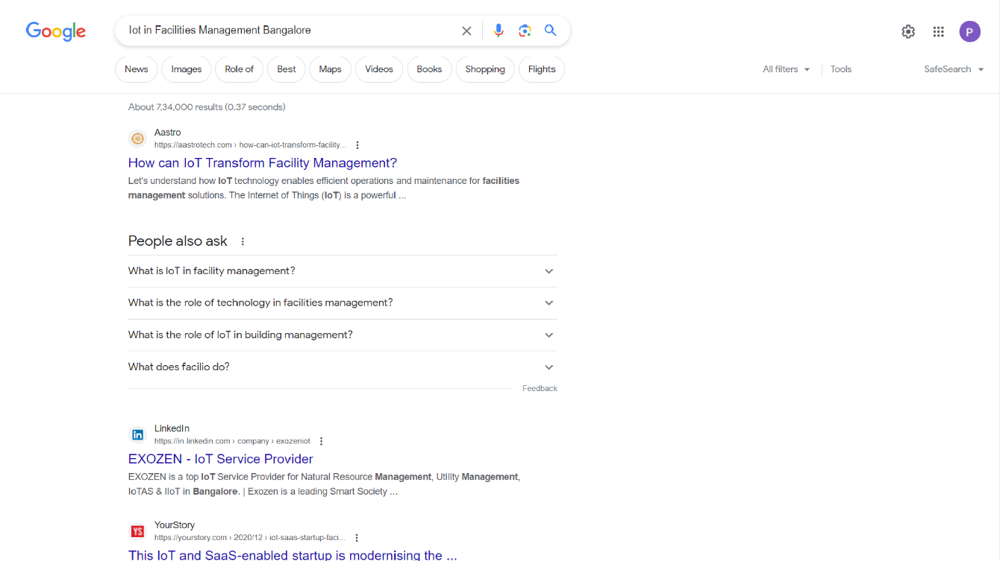 Google
Iot in Facilities Management Bangalore
P
News
Images
Role of
Best
Maps
Videos
Books
Shopping
Flights
All filters
Tools
SafeSearch
About 7,34,000 results (0.37 seconds)
Aastro
https://aastrotech.com › how-can-iot-transform-facility...
How can IoT Transform Facility Management?
Let's understand how IoT technology enables efficient operations and maintenance for facilities
management solutions. The Internet of Things (IoT) is a powerful ...
People also ask
What is IoT in facility management?
What is the role of technology in facilities management?
What is the role of IoT in building management?
What does facilio do?
Feedback
in
LinkedIn
https://in.linkedin.com › company › exozeniot
EXOZEN - IoT Service Provider
EXOZEN is a top IoT Service Provider for Natural Resource Management, Utility Management,
IoTAS & IIoT in Bangalore. | Exozen is a leading Smart Society ...
YS
YourStory
https://yourstory.com › 2020/12 › iot-saas-startup-faci...
This IoT and SaaS-enabled startup is modernising the ...